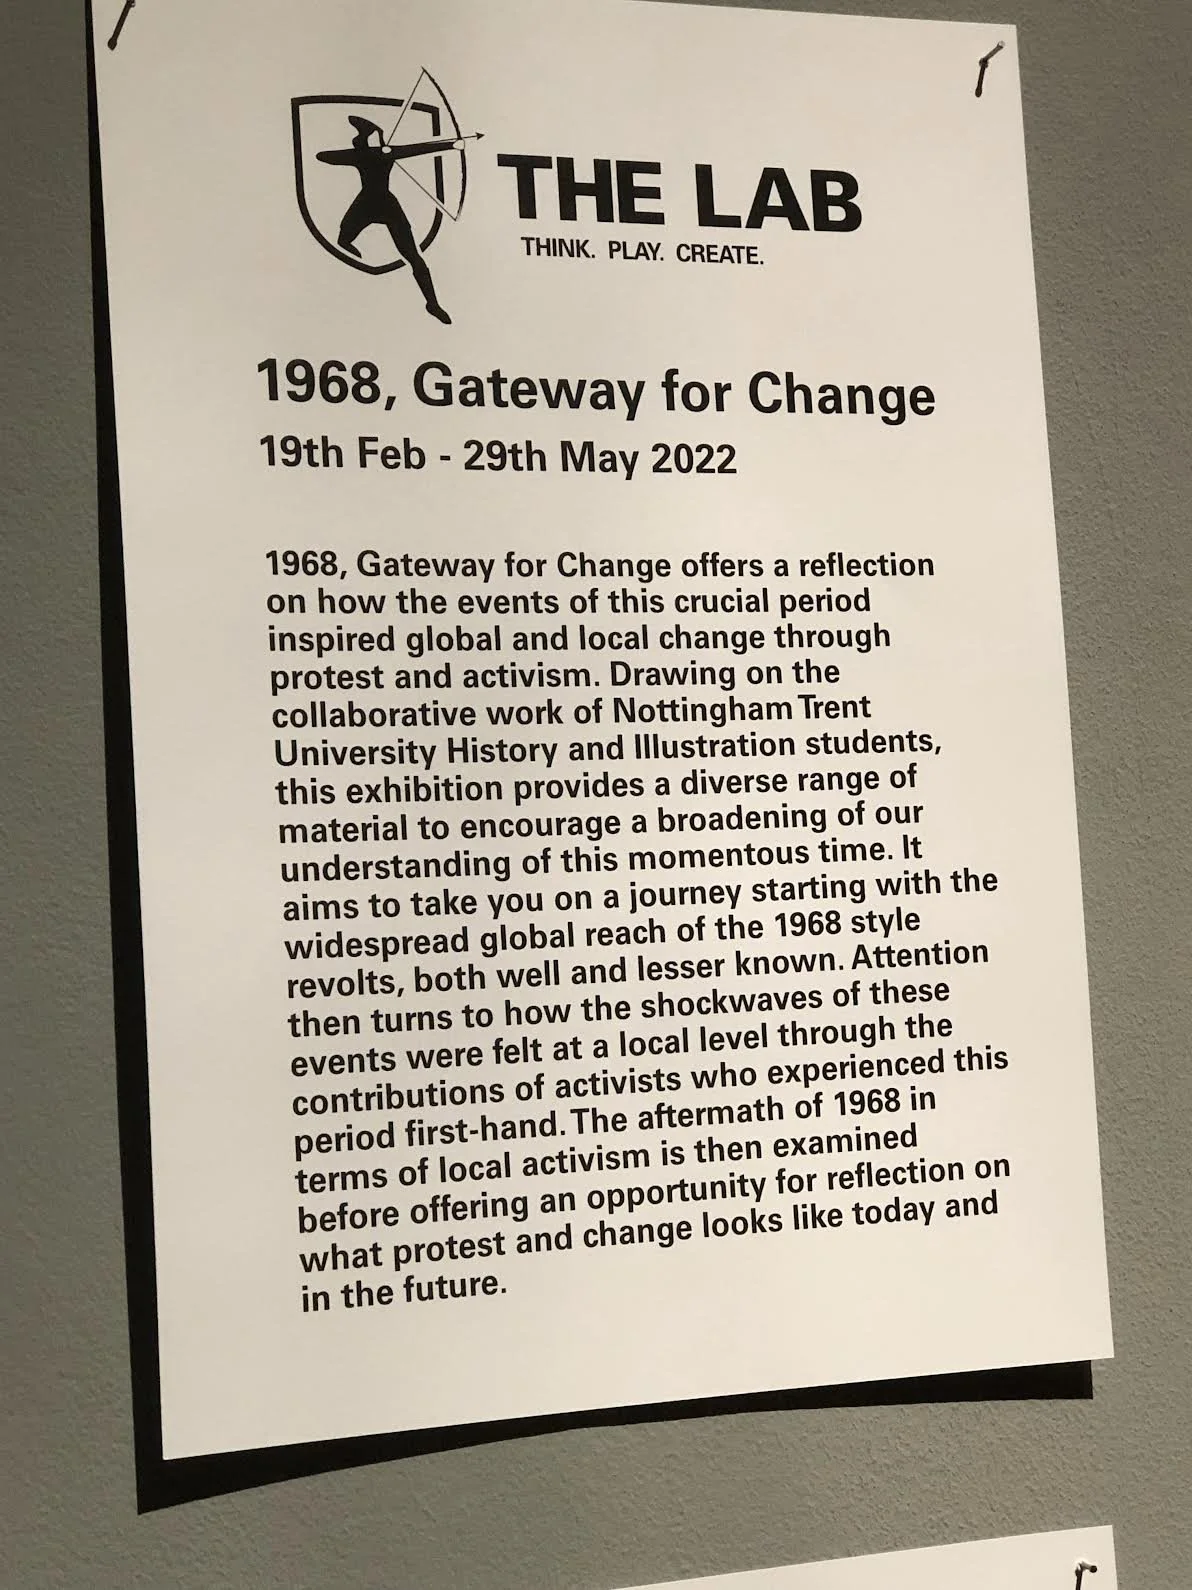 THE LAB
THINK. PLAY. CREATE.
1968, Gateway for Change
19th Feb - 29th May 2022
1968, Gateway for Change offers a reflection
on how the events of this crucial period
inspired global and local change through
protest and activism. Drawing on the
collaborative work of Nottingham Trent
University History and Illustration students,
this exhibition provides a diverse range of
material to encourage a broadening of our
understanding of this momentous time. It
aims to take you on a journey starting with the
widespread global reach of the 1968 style
revolts, both well and lesser known. Attention
then turns to how the shockwaves of these
events were felt at a local level through the
contributions of activists who experienced this
period first-hand. The aftermath of 1968 in
terms of local activism is then examined
before offering an opportunity for reflection on
what protest and change looks like today and
in the future.